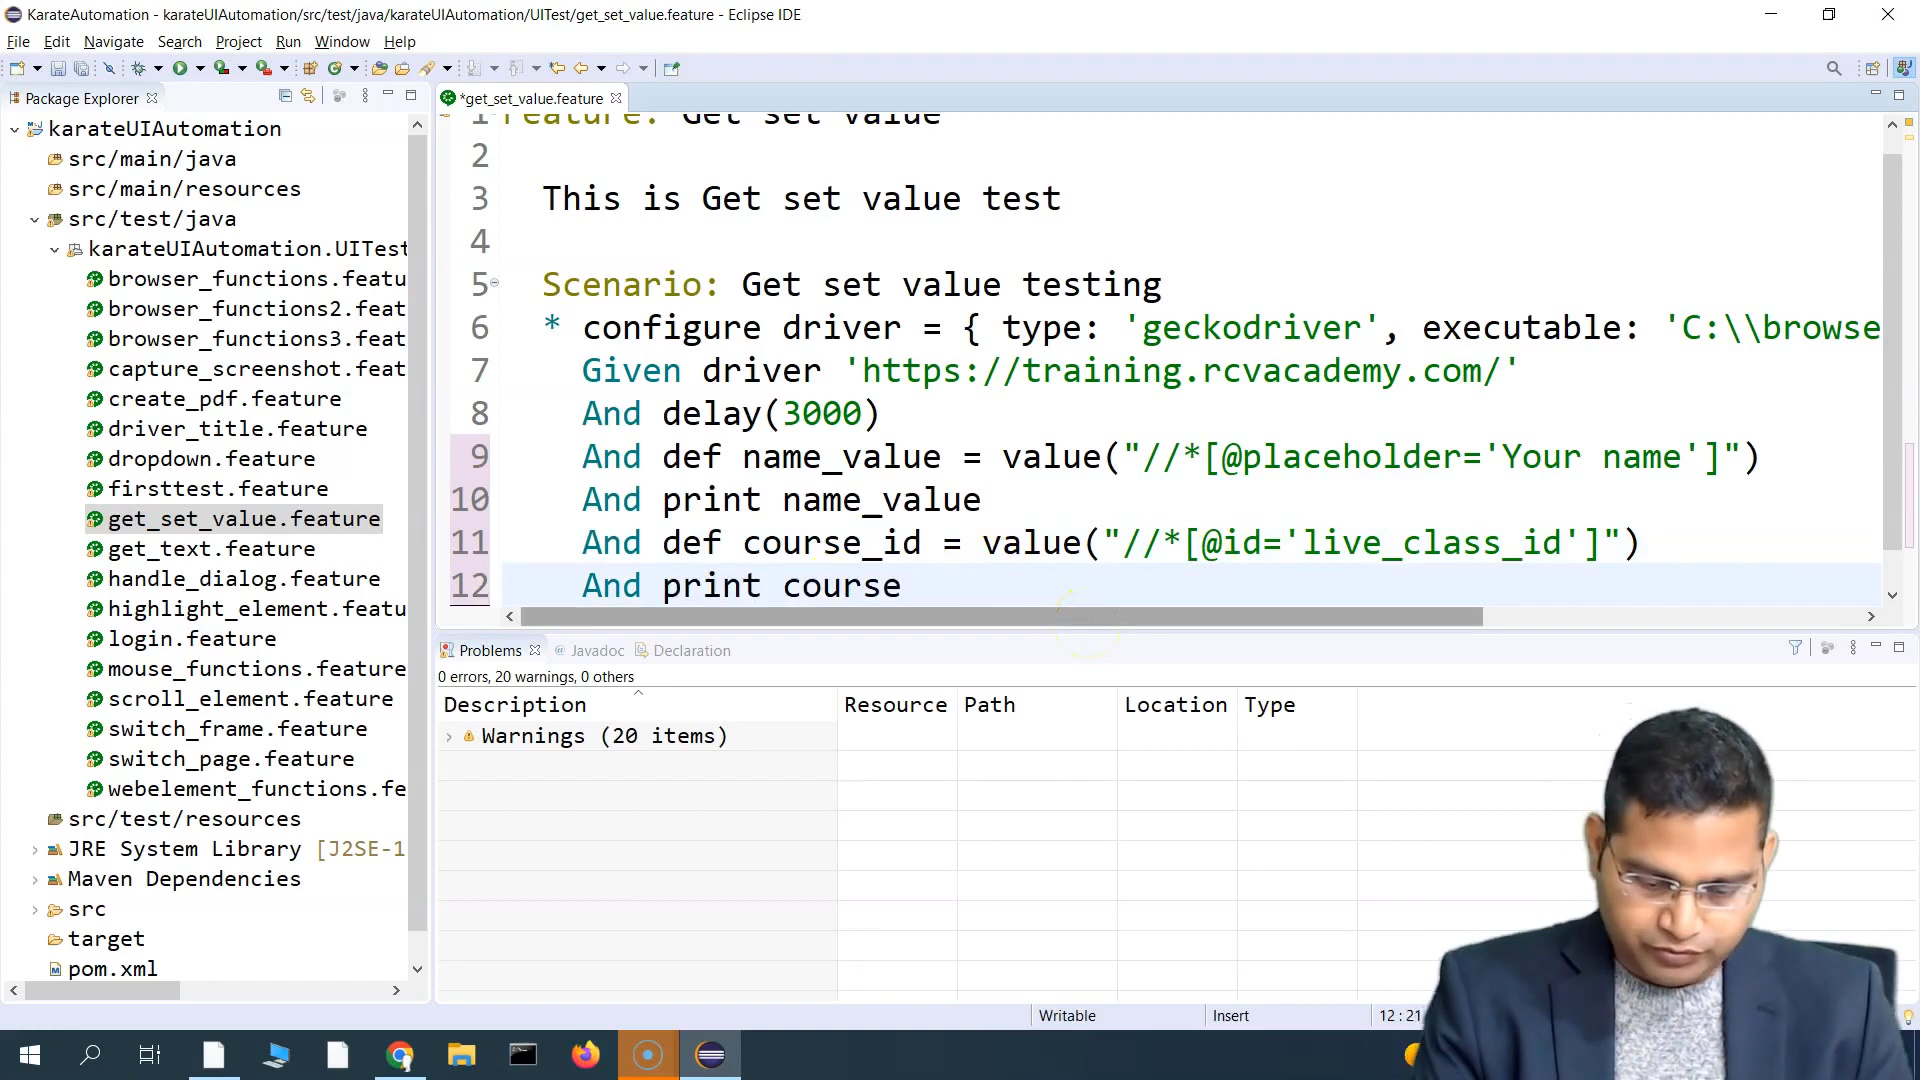 KarateAutomation - karateUIAutomation/src/test/java/karateUIAutomation/UITest/get_set_value.feature - Eclipse IDE
File Edit Navigate Search Project Run Window Help
Package Explorer
karateUIAutomation
src/main/java
src/main/resources
src/test/java
karateUIAutomation.UITest
browser_functions.featu
browser_functions2.feat
browser_functions3.feat
capture_screenshot.feat
create_pdf.feature
driver_title.feature
dropdown.feature
firsttest.feature
get_set_value.feature
get_text.feature
handle_dialog.feature
highlight_element.featu
login.feature
mouse_functions.feature
scroll_element.feature
switch_frame.feature
switch_page.feature
webelement_functions.fe
src/test/resources
JRE System Library [J2SE-1
Maven Dependencies
src
target
pom.xml
*get_set_value.feature
1 Feature: Get set value
2
3 This is Get set value test
4
5 Scenario: Get set value testing
6 * configure driver = { type: 'geckodriver', executable: 'C:\\browse
7 Given driver 'https://training.rcvacademy.com/'
8 And delay(3000)
9 And def name_value = value("//*[@placeholder='Your name']")
10 And print name_value
11 And def course_id = value("//*[@id='live_class_id']")
12 And print course
Problems @ Javadoc Declaration
0 errors, 20 warnings, 0 others
Description Resource Path Location Type
Warnings (20 items)
Writable Insert 12 : 21